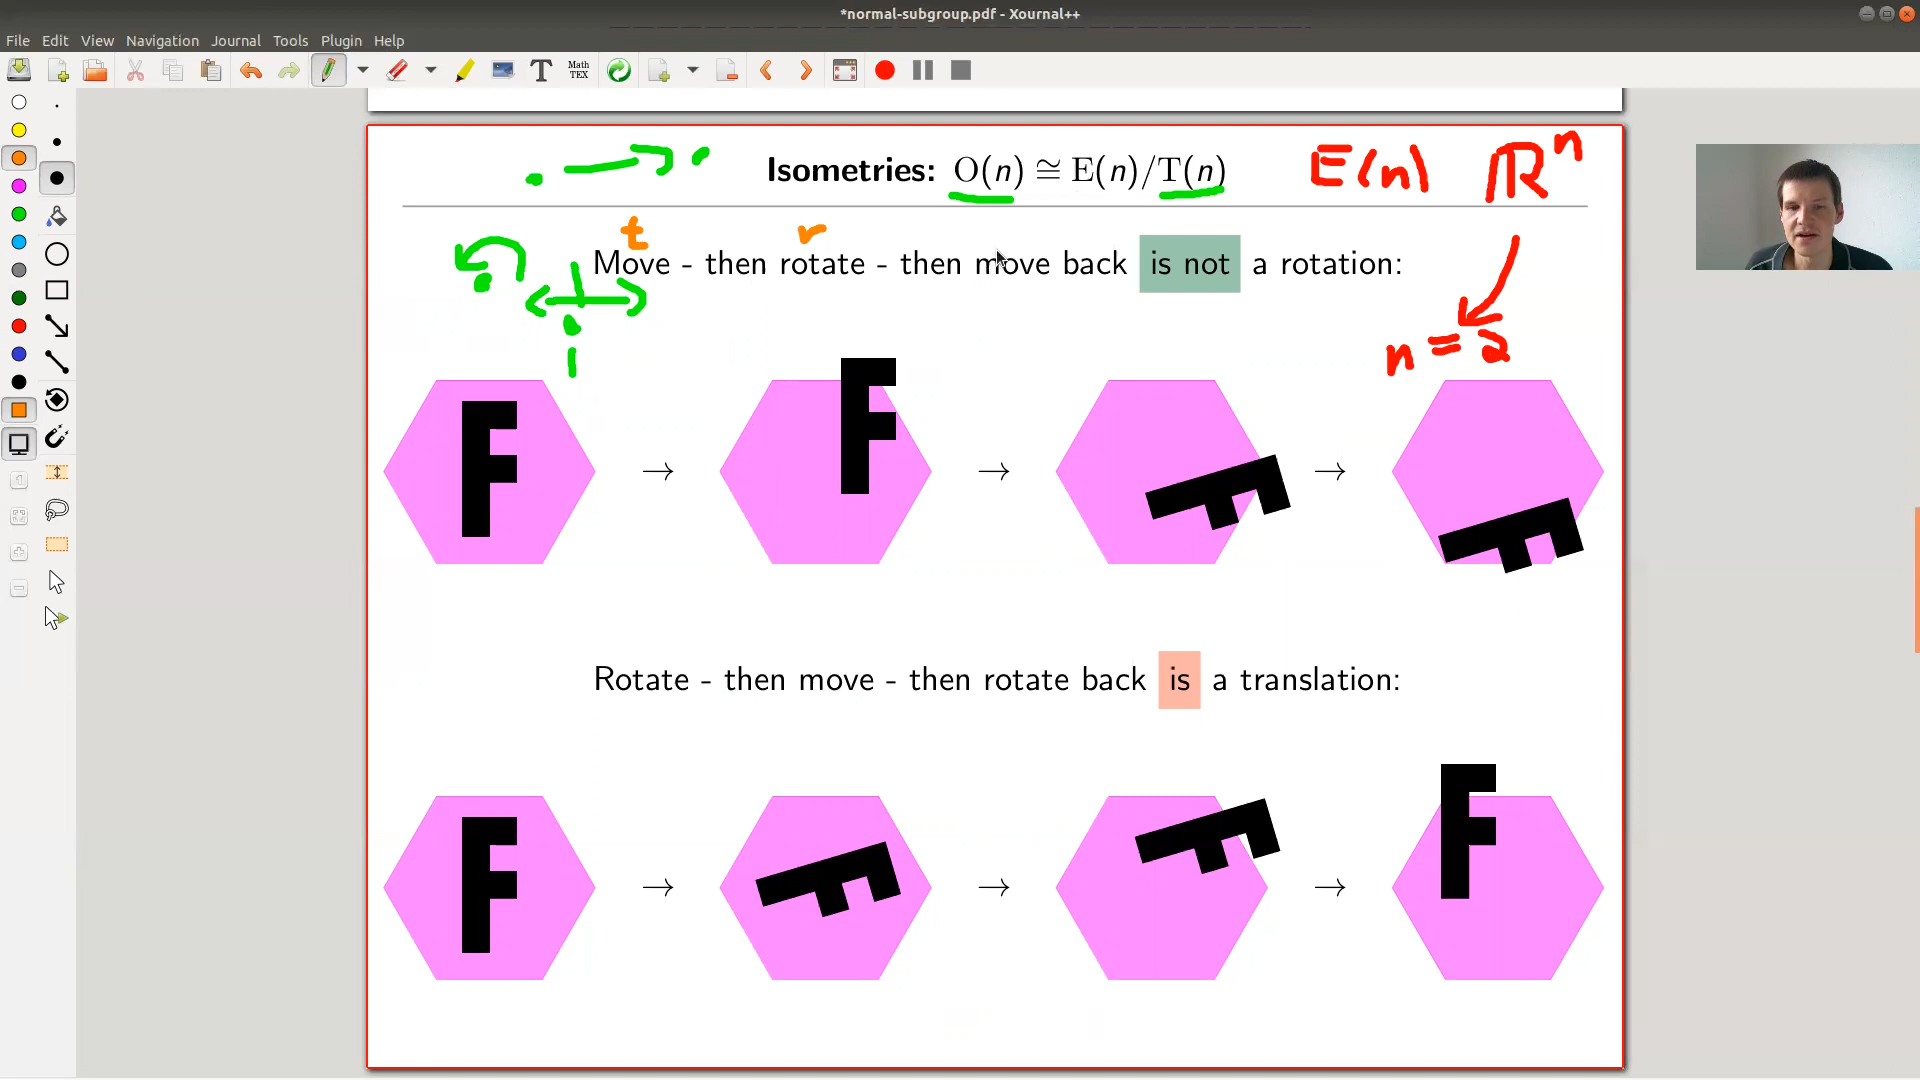 *normal-subgroup.pdf - Xournal++
File Edit View Navigation Journal Tools Plugin Help
T Math TEX
Isometries: O(n) ≅ E(n)/T(n) E(n) ℝⁿ
t r
Move - then rotate - then move back is not a rotation:
n = 2
F → F → F → F
Rotate - then move - then rotate back is a translation:
F → F → F → F